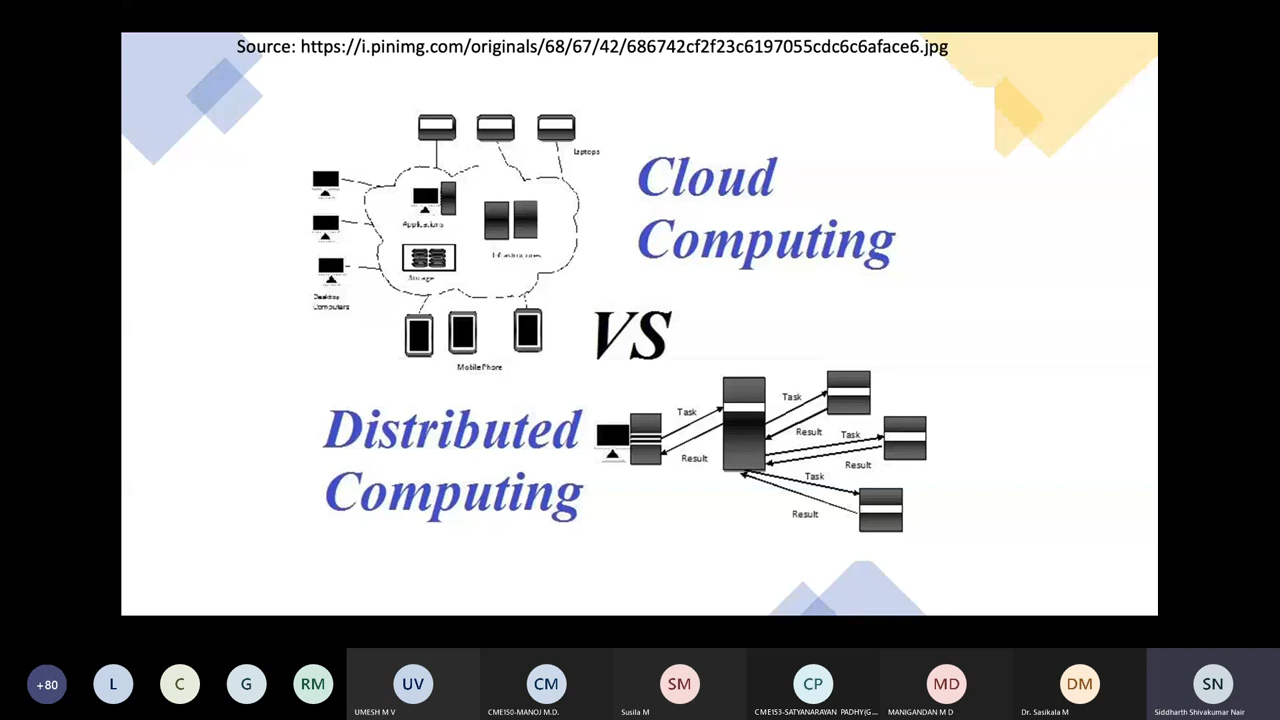 Source: https://i.pinimg.com/originals/68/67/42/686742cf2f23c6197055cdc6c6aface6.jpg
Laptops
Cloud
Computing
Applications
Infrastructures
Storage
Desktop
Computers
Mobile Phone
VS
Distributed
Computing
Task
Result
Task
Result
Task
Result
Task
Result
+80
L
C
G
RM
UV
CM
SM
CP
MD
DM
SN
UMESH M V
CME150-MANOJ M.D.
Susila M
CME153-SATYANARAYAN PADHY(G...
MANIGANDAN M D
Dr. Sasikala M
Siddharth Shivakumar Nair